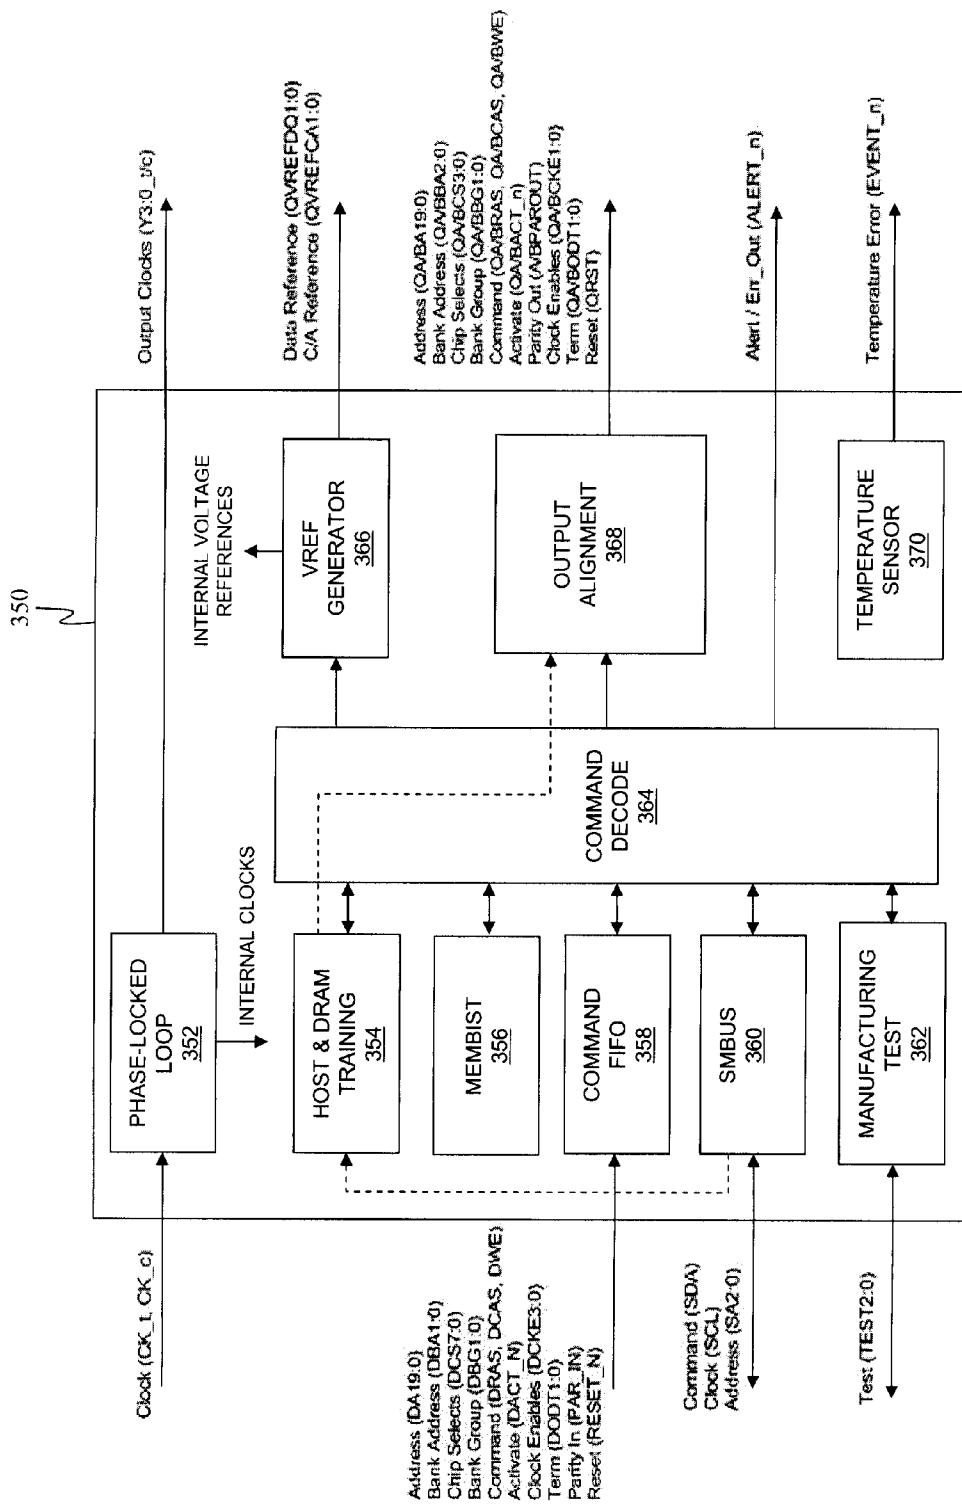 350
Clock (CK_t, CK_c)
PHASE-LOCKED
LOOP
352
Output Clocks (Y3:0_t/c)
INTERNAL CLOCKS
INTERNAL VOLTAGE
REFERENCES
HOST & DRAM
TRAINING
354
VREF
GENERATOR
366
Data Reference (QVREFDQ1:0)
C/A Reference (QVREFCA1:0)
MEMBIST
356
Address (DA19:0)
Bank Address (DBA1:0)
Chip Selects (DCS7:0)
Bank Group (DBG1:0)
Command (DRAS, DCAS, DWE)
Activate (DACT_N)
Clock Enables (DCKE3:0)
Term (DODT1:0)
Parity In (PAR_IN)
Reset (RESET_N)
COMMAND
FIFO
358
COMMAND
DECODE
364
OUTPUT
ALIGNMENT
368
Address (QA/BA19:0)
Bank Address (QA/BBA2:0)
Chip Selects (QA/BCS3:0)
Bank Group (QA/BBG1:0)
Command (QA/BRAS, QA/BCAS, QA/BWE)
Activate (QA/BACT_n)
Parity Out (A/BPAROUT)
Clock Enables (QA/BCKE1:0)
Term (QA/BODT1:0)
Reset (QRST)
Command (SDA)
Clock (SCL)
Address (SA2:0)
SMBUS
360
Alert / Err_Out (ALERT_n)
Test (TEST2:0)
MANUFACTURING
TEST
362
TEMPERATURE
SENSOR
370
Temperature Error (EVENT_n)